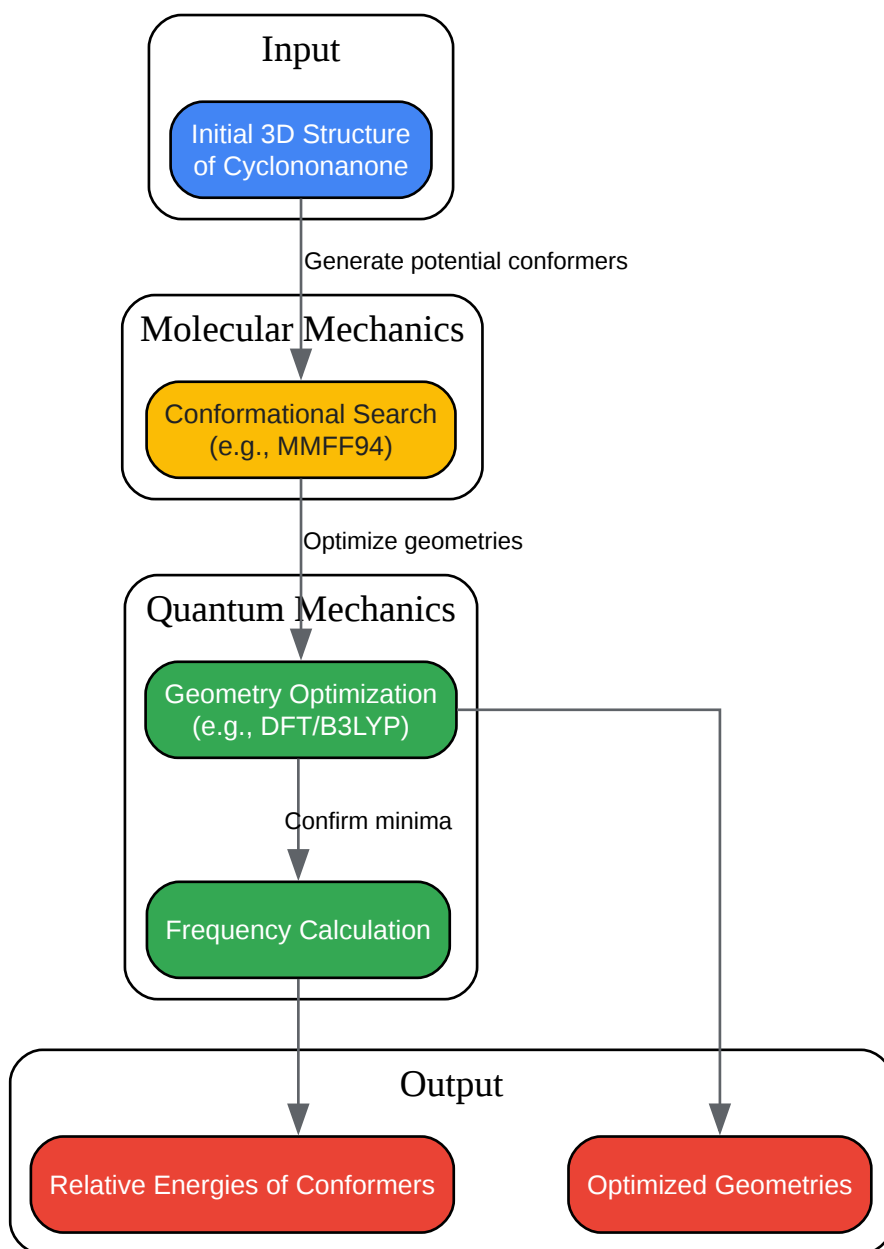 Input
Initial 3D Structure
of Cyclononanone
Generate potential conformers
Molecular Mechanics
Conformational Search
(e.g., MMFF94)
Optimize geometries
Quantum Mechanics
Geometry Optimization
(e.g., DFT/B3LYP)
Confirm minima
Frequency Calculation
Output
Relative Energies of Conformers
Optimized Geometries